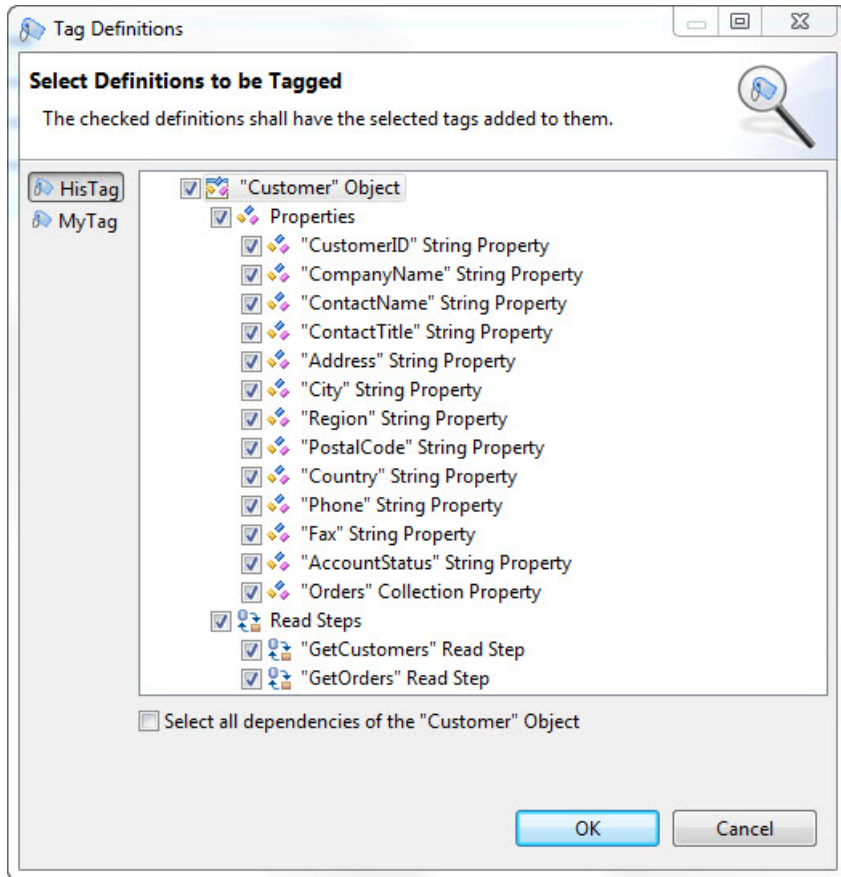 Tag Definitions
Select Definitions to be Tagged
The checked definitions shall have the selected tags added to them.
HisTag
MyTag
"Customer" Object
Properties
"CustomerID" String Property
"CompanyName" String Property
"ContactName" String Property
"ContactTitle" String Property
"Address" String Property
"City" String Property
"Region" String Property
"PostalCode" String Property
"Country" String Property
"Phone" String Property
"Fax" String Property
"AccountStatus" String Property
"Orders" Collection Property
Read Steps
"GetCustomers" Read Step
"GetOrders" Read Step
Select all dependencies of the "Customer" Object
OK
Cancel